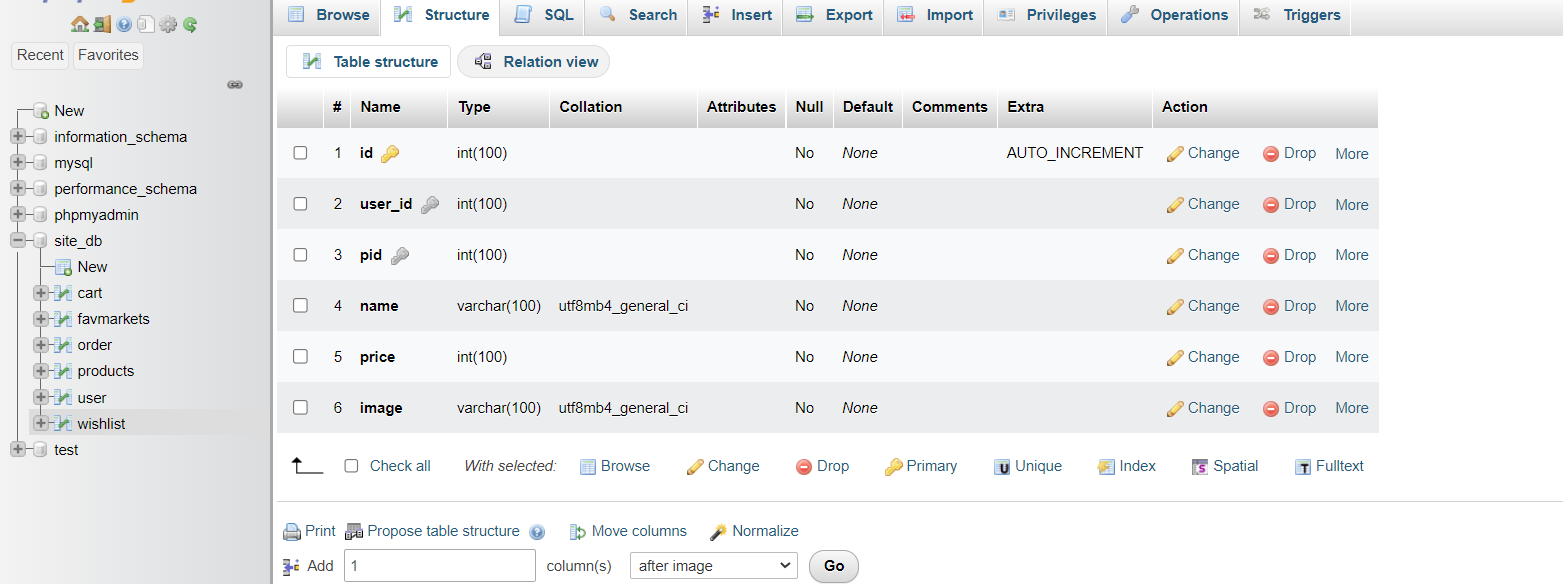 Recent Favorites
New
information_schema
mysql
performance_schema
phpmyadmin
site_db
New
cart
favmarkets
order
products
user
wishlist
test
Browse Structure SQL Search Insert Export Import Privileges Operations Triggers
Table structure Relation view
# Name Type Collation Attributes Null Default Comments Extra Action
1 id int(100) No None AUTO_INCREMENT Change Drop More
2 user_id int(100) No None Change Drop More
3 pid int(100) No None Change Drop More
4 name varchar(100) utf8mb4_general_ci No None Change Drop More
5 price int(100) No None Change Drop More
6 image varchar(100) utf8mb4_general_ci No None Change Drop More
Check all With selected: Browse Change Drop Primary Unique Index Spatial Fulltext
Print Propose table structure Move columns Normalize
Add 1 column(s) after image Go